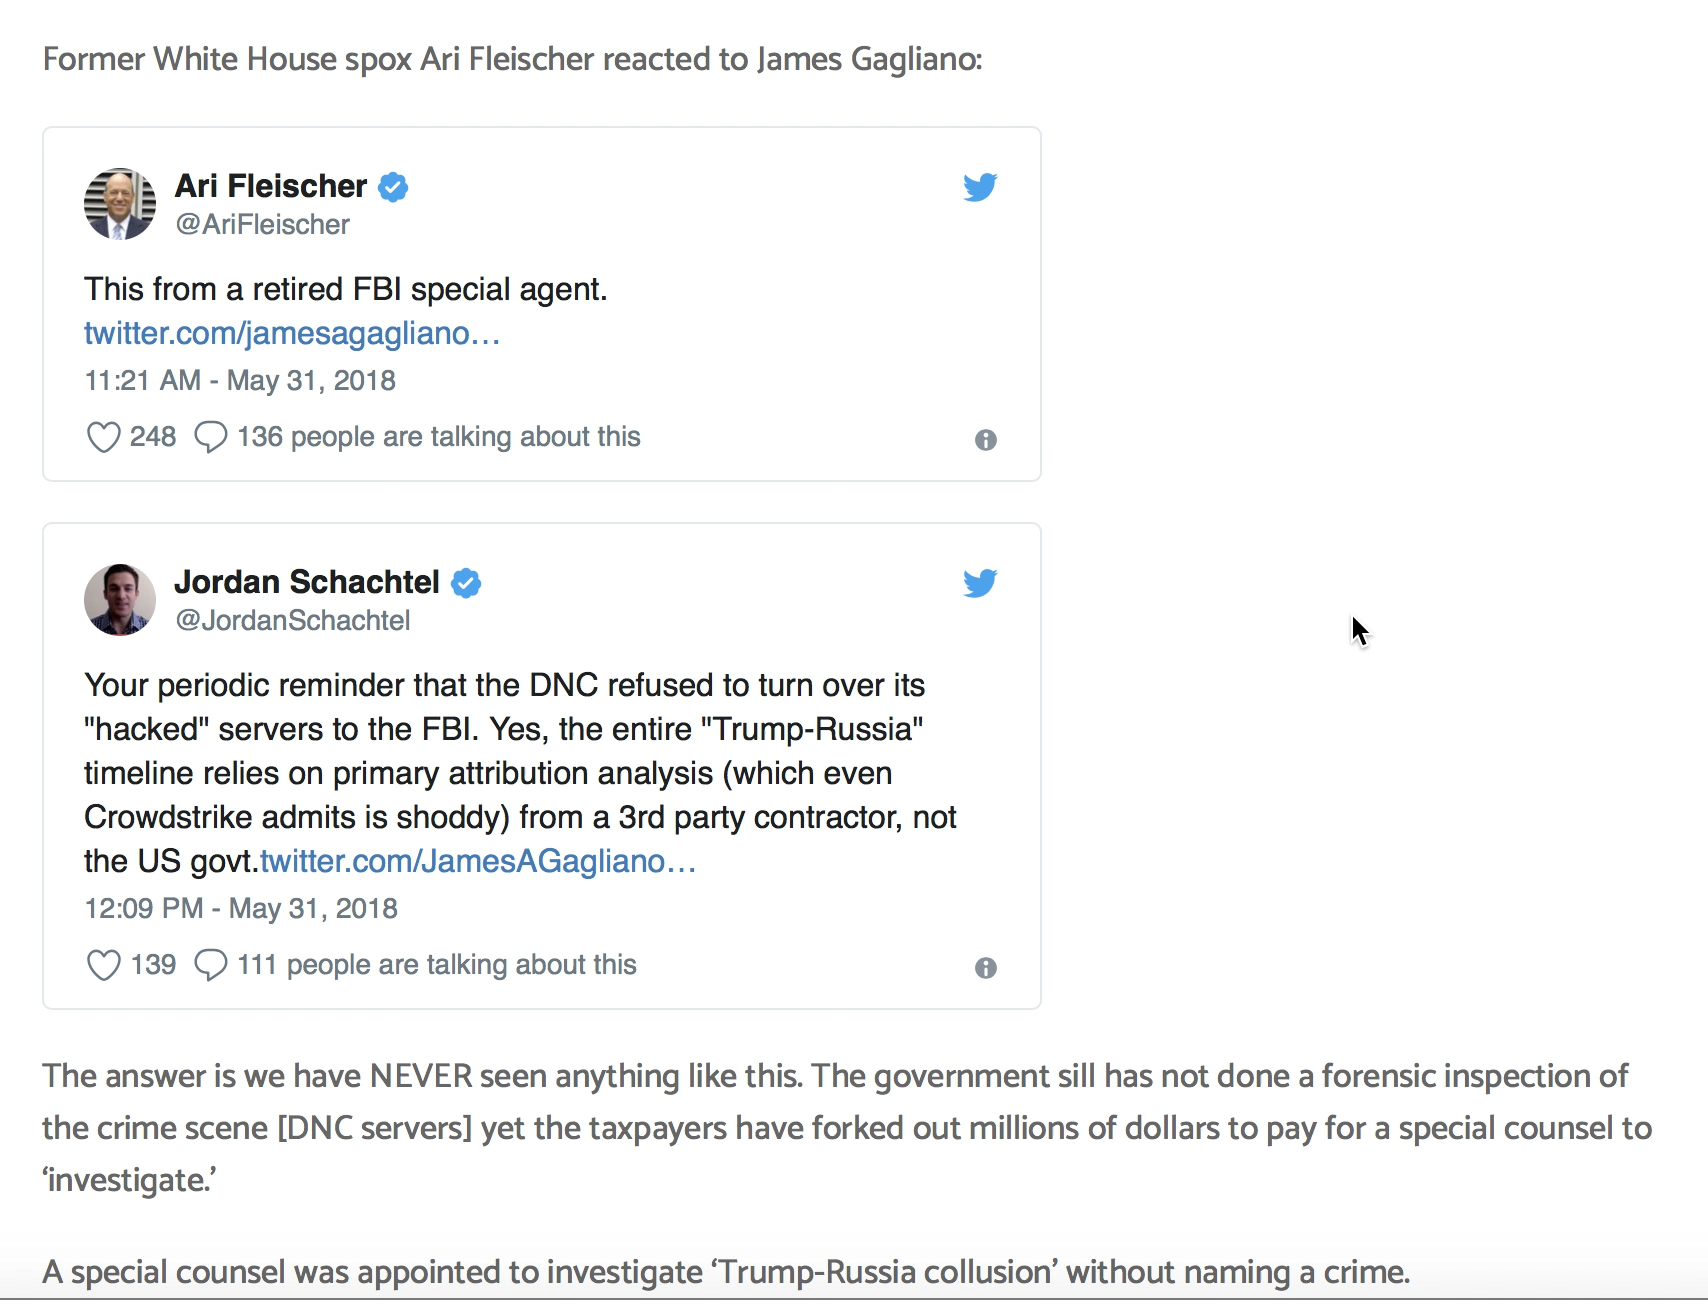 Former White House spox Ari Fleischer reacted to James Gagliano:
Ari Fleischer
@AriFleischer
This from a retired FBI special agent.
twitter.com/jamesagagliano…
11:21 AM - May 31, 2018
248 136 people are talking about this
Jordan Schachtel
@JordanSchachtel
Your periodic reminder that the DNC refused to turn over its
"hacked" servers to the FBI. Yes, the entire "Trump-Russia"
timeline relies on primary attribution analysis (which even
Crowdstrike admits is shoddy) from a 3rd party contractor, not
the US govt.twitter.com/JamesAGagliano…
12:09 PM - May 31, 2018
139 111 people are talking about this
The answer is we have NEVER seen anything like this. The government sill has not done a forensic inspection of
the crime scene [DNC servers] yet the taxpayers have forked out millions of dollars to pay for a special counsel to
‘investigate.’
A special counsel was appointed to investigate ‘Trump-Russia collusion’ without naming a crime.